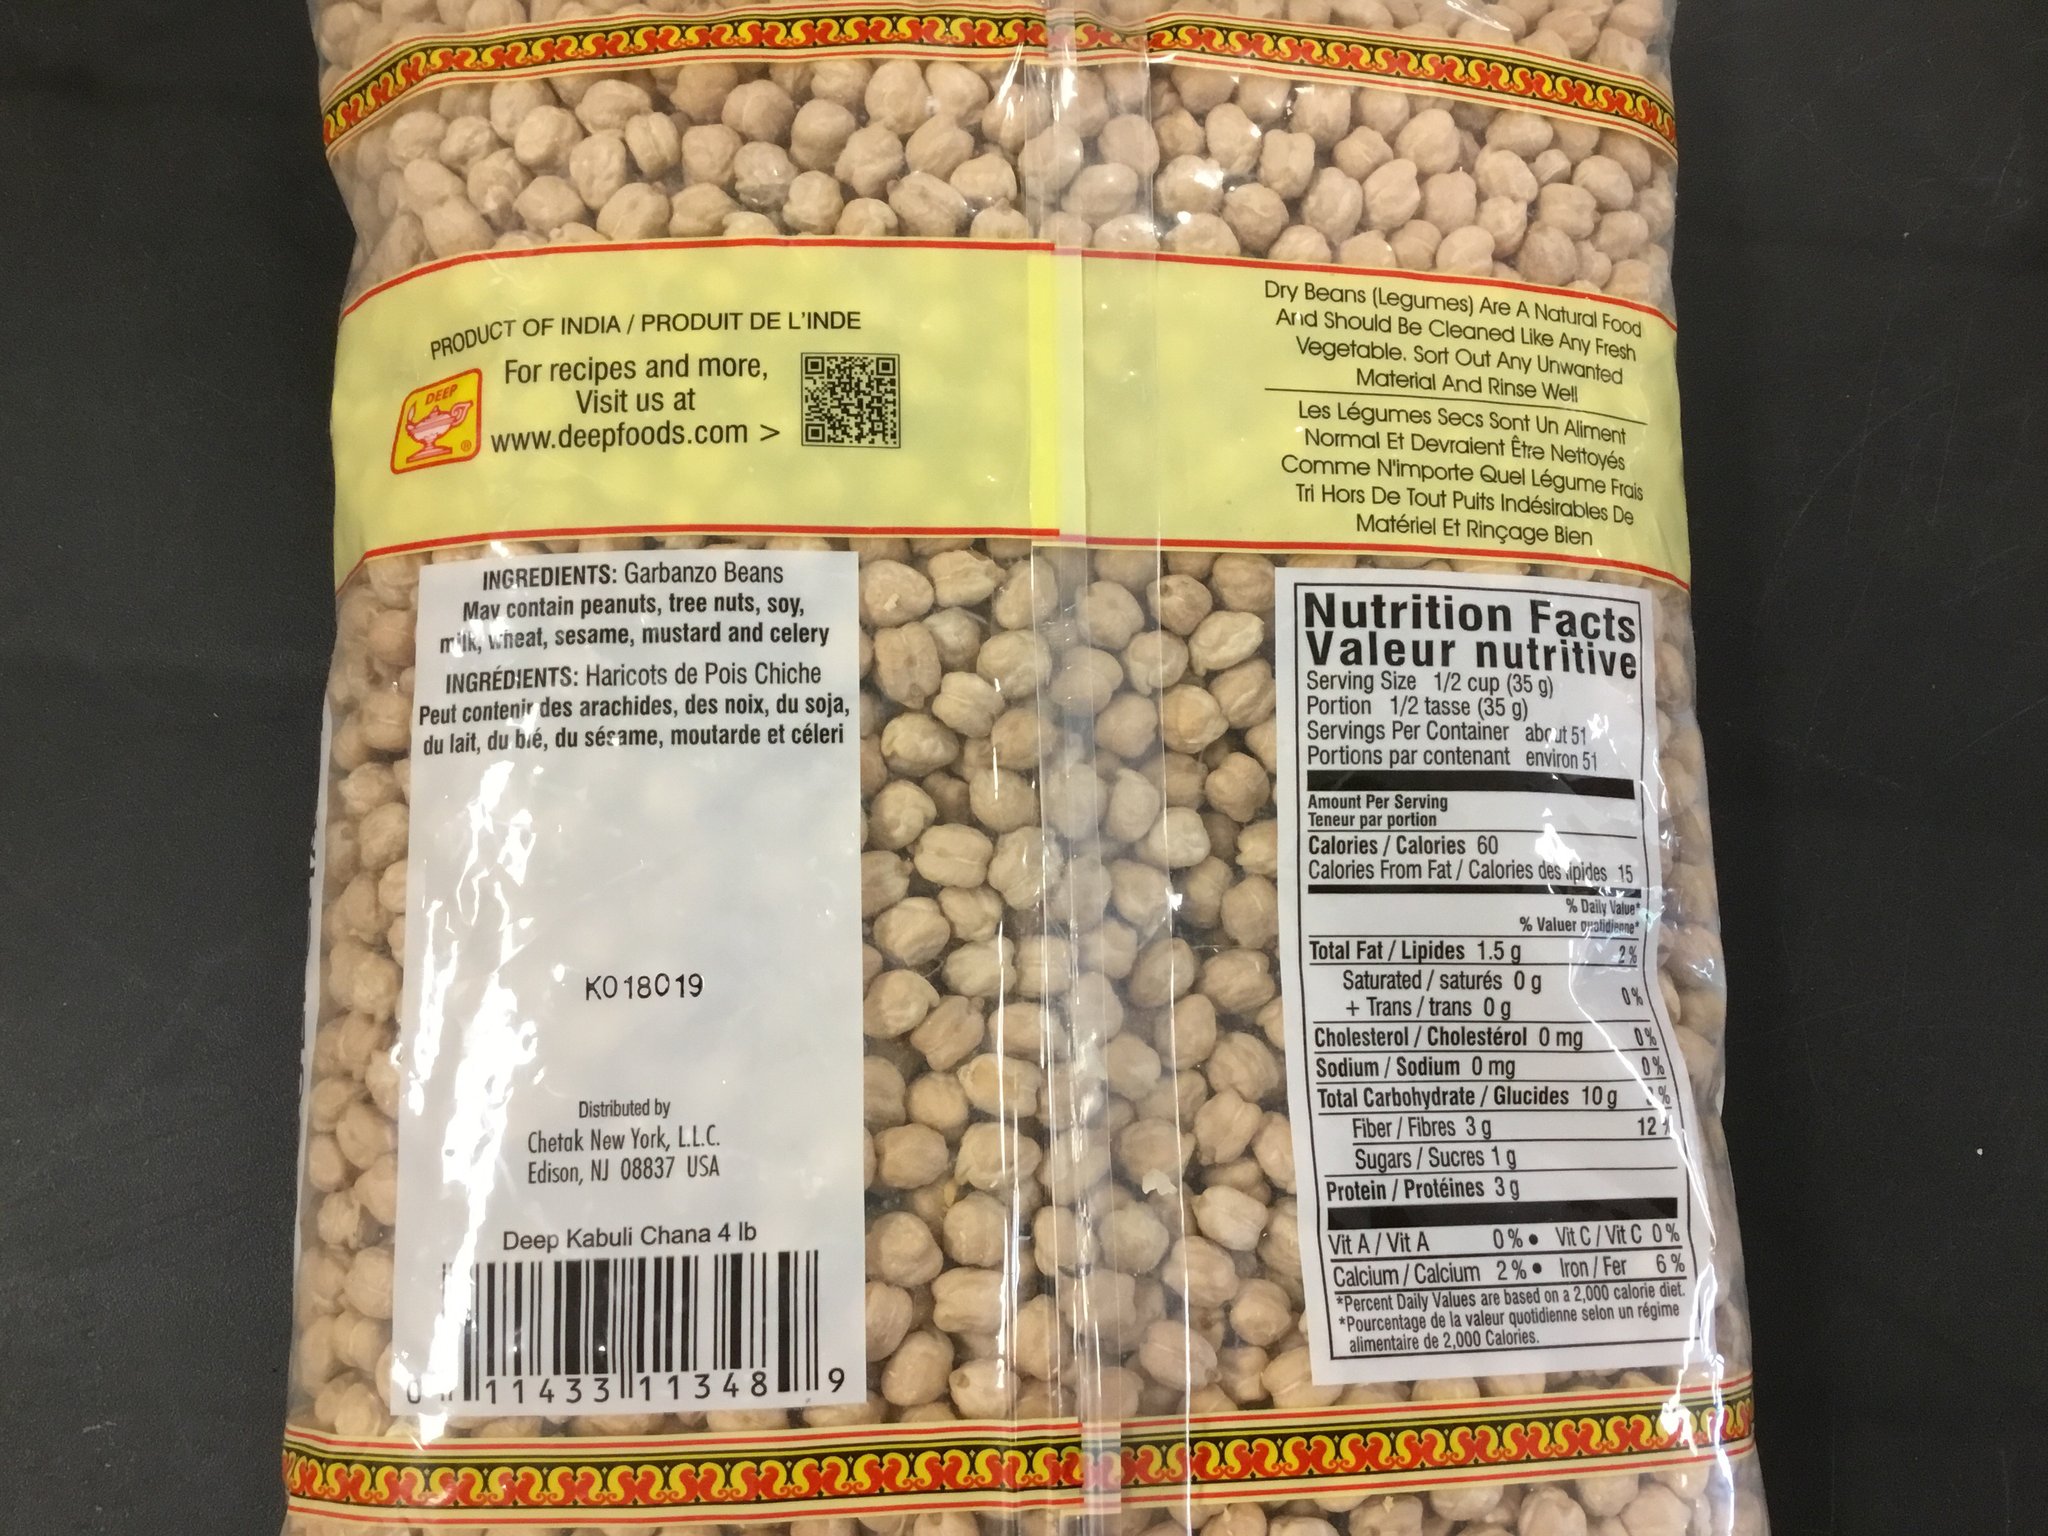 PRODUCT OF INDIA / PRODUIT DE L'INDE
DEEP
®
For recipes and more,
Visit us at
www.deepfoods.com >
Dry Beans (Legumes) Are A Natural Food
And Should Be Cleaned Like Any Fresh
Vegetable. Sort Out Any Unwanted
Material And Rinse Well
Les Légumes Secs Sont Un Aliment
Normal Et Devraient Être Nettoyés
Comme N'importe Quel Légume Frais
Tri Hors De Tout Puits Indésirables De
Matériel Et Rinçage Bien
INGREDIENTS: Garbanzo Beans
May contain peanuts, tree nuts, soy,
milk, wheat, sesame, mustard and celery
INGRÉDIENTS: Haricots de Pois Chiche
Peut contenir des arachides, des noix, du soja,
du lait, du blé, du sésame, moutarde et céleri
K018019
Distributed by
Chetak New York, L.L.C.
Edison, NJ 08837 USA
Deep Kabuli Chana 4 lb
0 11433 11348 9
Nutrition Facts
Valeur nutritive
Serving Size 1/2 cup (35 g)
Portion 1/2 tasse (35 g)
Servings Per Container about 51
Portions par contenant environ 51
Amount Per Serving
Teneur par portion
Calories / Calories 60
Calories From Fat / Calories des lipides 15
% Daily Value*
% Valuer quotidienne*
Total Fat / Lipides 1.5 g 2 %
Saturated / saturés 0 g
+ Trans / trans 0 g 0 %
Cholesterol / Cholestérol 0 mg 0 %
Sodium / Sodium 0 mg 0 %
Total Carbohydrate / Glucides 10 g
Fiber / Fibres 3 g 12 %
Sugars / Sucres 1 g
Protein / Protéines 3 g
Vit A / Vit A 0 % • Vit C / Vit C 0 %
Calcium / Calcium 2 % • Iron / Fer 6 %
*Percent Daily Values are based on a 2,000 calorie diet.
*Pourcentage de la valeur quotidienne selon un régime
alimentaire de 2,000 Calories.